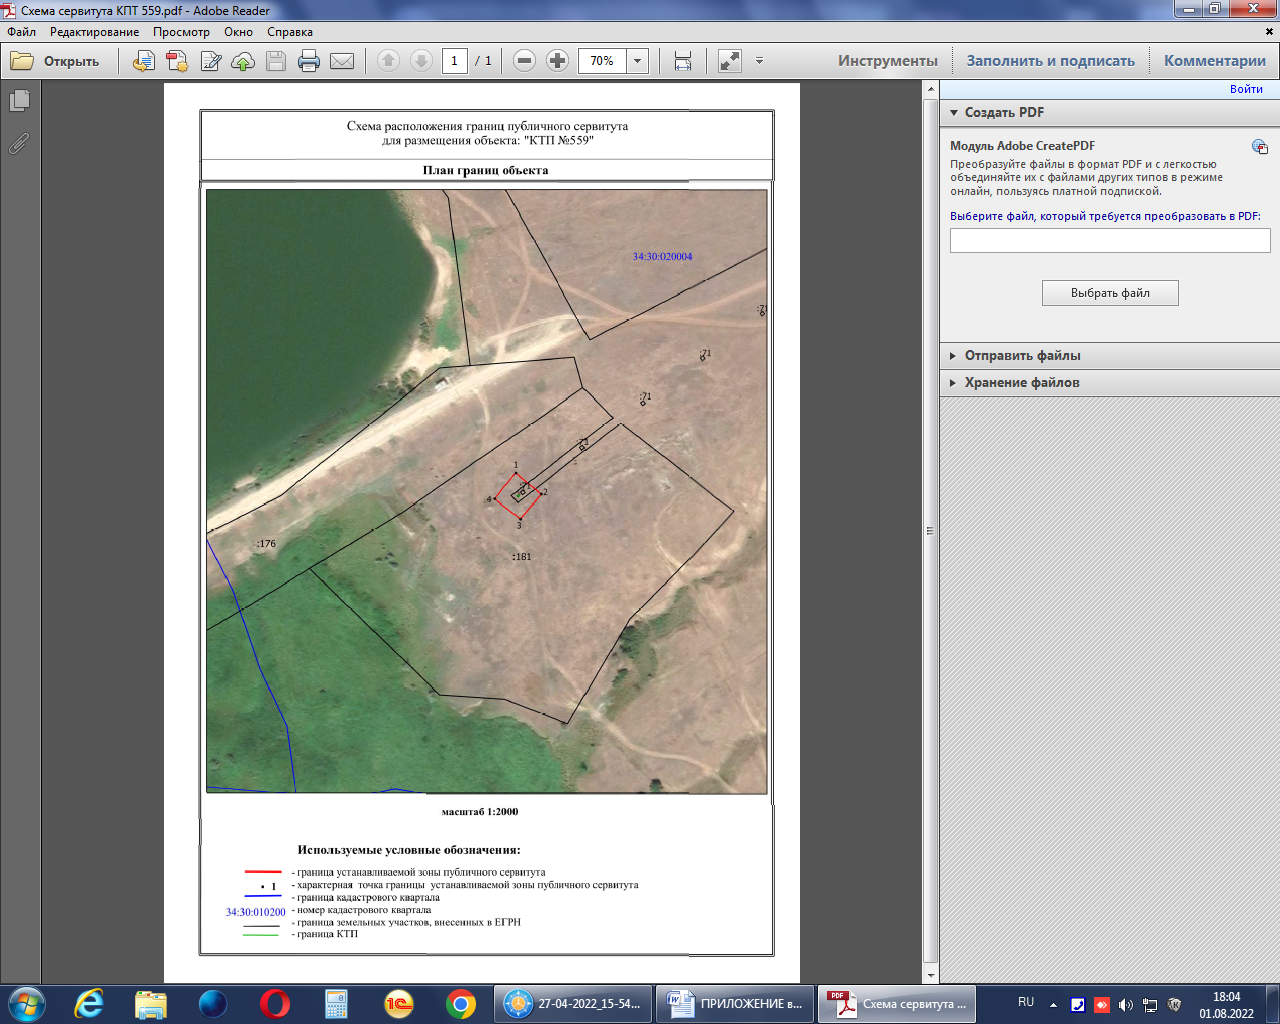 Схема сервитута КПТ 559.pdf - Adobe Reader
Файл Редактирование Просмотр Окно Справка
Открыть 1 / 1 70% Инструменты Заполнить и подписать Комментарии
Войти
Создать PDF
Модуль Adobe CreatePDF
Преобразуйте файлы в формат PDF и с легкостью
объединяйте их с файлами других типов в режиме
онлайн, пользуясь платной подпиской.
Выберите файл, который требуется преобразовать в PDF:
Выбрать файл
Отправить файлы
Хранение файлов
Схема расположения границ публичного сервитута
для размещения объекта: "КТП №559"
План границ объекта
34:30:020004
:71
:71
:71
:71
1
:71
4
2
3
:176
:181
масштаб 1:2000
Используемые условные обозначения:
- граница устанавливаемой зоны публичного сервитута
• 1 - характерная точка границы устанавливаемой зоны публичного сервитута
- граница кадастрового квартала
34:30:010200 - номер кадастрового квартала
- граница земельных участков, внесенных в ЕГРН
- граница КТП
27-04-2022_15-54...
ПРИЛОЖЕНИЕ в...
Схема сервитута ...
RU
18:04
01.08.2022